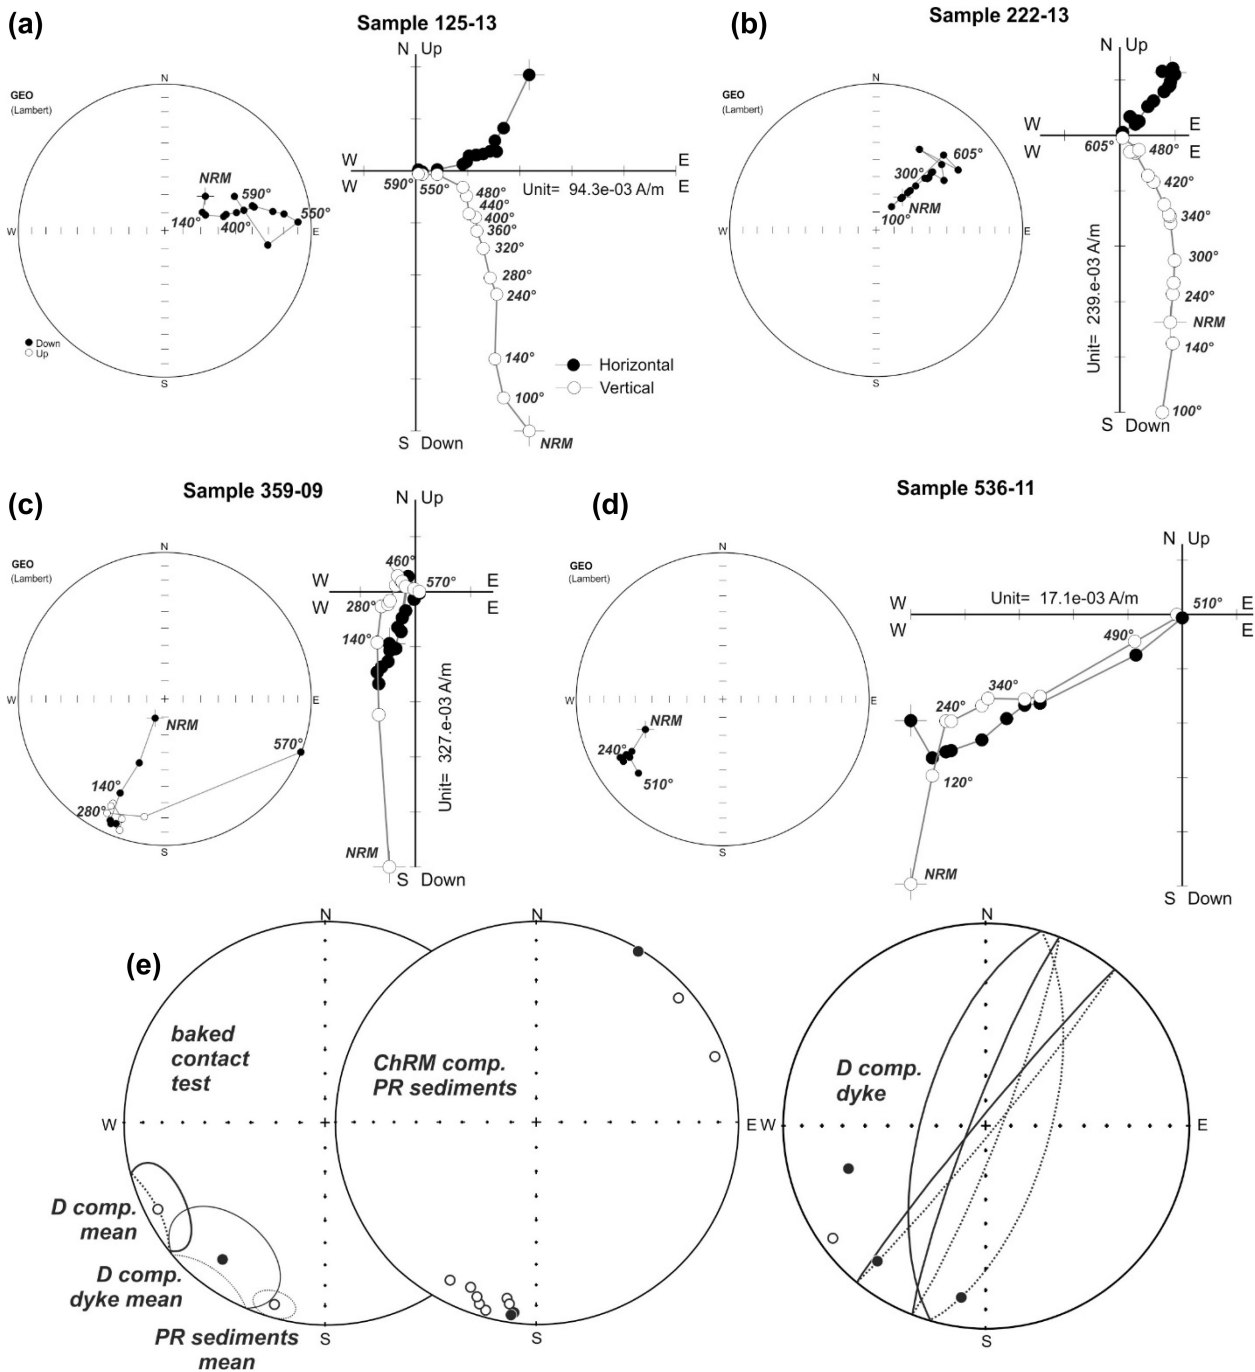 (a)
Sample 125-13
GEO
(Lambert)
N
W
E
S
NRM
590°
550°
140°
400°
Down
Up
N Up
W E
W E
590° 550°
Unit= 94.3e-03 A/m
480°
440°
400°
360°
320°
280°
240°
140°
100°
NRM
S Down
Horizontal
Vertical
(b)
Sample 222-13
GEO
(Lambert)
N
W
E
S
605°
300°
NRM
100°
N Up
W E
W E
605°
480°
420°
340°
300°
240°
NRM
140°
100°
Unit= 239.e-03 A/m
S Down
(c)
Sample 359-09
GEO
(Lambert)
N
W
E
S
NRM
570°
140°
280°
N Up
460°
W E
W E
570°
280°
140°
Unit= 327.e-03 A/m
NRM
S Down
(d)
Sample 536-11
GEO
(Lambert)
N
W
E
S
NRM
240°
510°
N Up
Unit= 17.1e-03 A/m
W E
W E
510°
490°
340°
240°
120°
NRM
S Down
(e)
N
W
S
baked
contact
test
D comp.
mean
D comp.
dyke mean
PR sediments
mean
N
E
S
ChRM comp.
PR sediments
N
W
E
S
D comp.
dyke